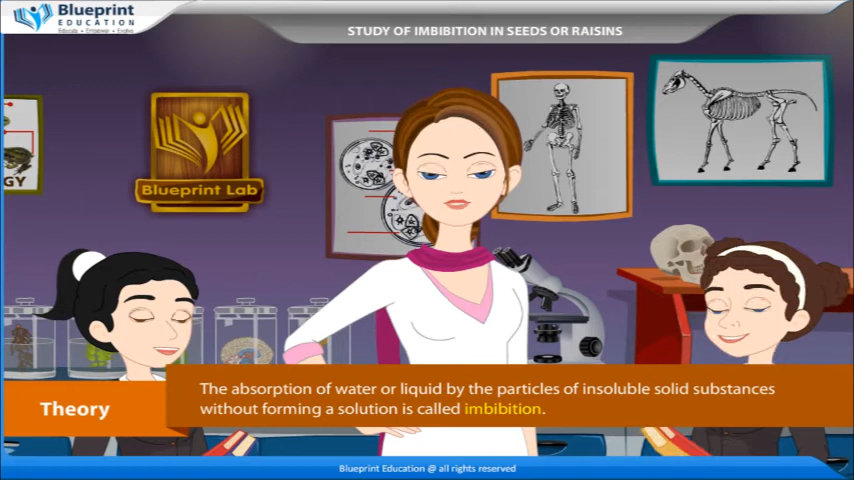 Blueprint
EDUCATION
Educate • Empower • Evolve
STUDY OF IMBIBITION IN SEEDS OR RAISINS
GY
Blueprint Lab
Theory
The absorption of water or liquid by the particles of insoluble solid substances
without forming a solution is called imbibition.
Blueprint Education @ all rights reserved